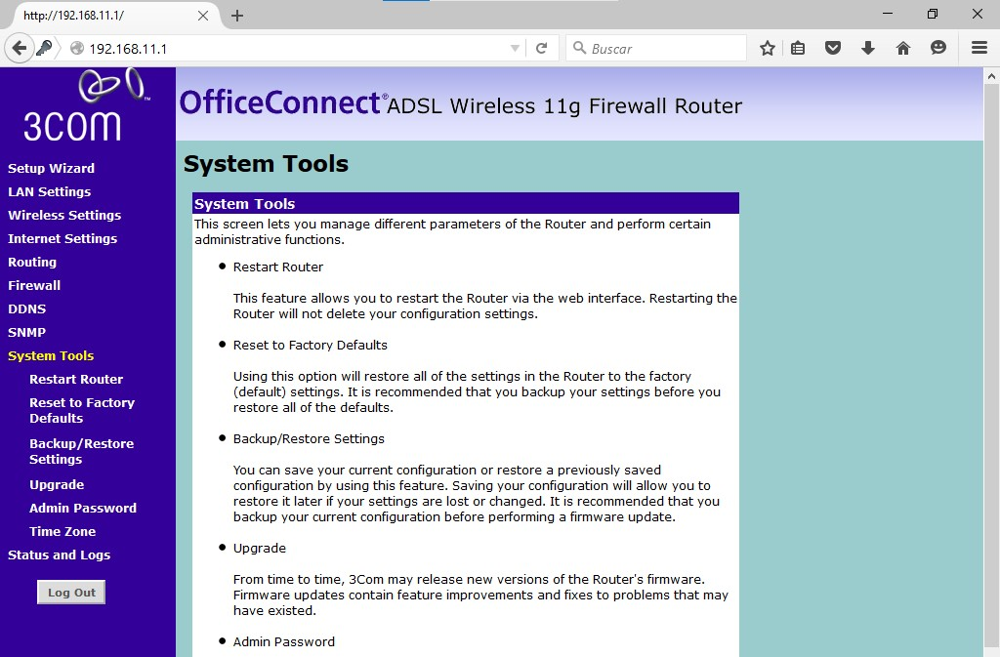 http://192.168.11.1/
192.168.11.1
Buscar
3COM
™
OfficeConnect® ADSL Wireless 11g Firewall Router
Setup Wizard
LAN Settings
Wireless Settings
Internet Settings
Routing
Firewall
DDNS
SNMP
System Tools
Restart Router
Reset to Factory
Defaults
Backup/Restore
Settings
Upgrade
Admin Password
Time Zone
Status and Logs
Log Out
System Tools
System Tools
This screen lets you manage different parameters of the Router and perform certain
administrative functions.
Restart Router
This feature allows you to restart the Router via the web interface. Restarting the
Router will not delete your configuration settings.
Reset to Factory Defaults
Using this option will restore all of the settings in the Router to the factory
(default) settings. It is recommended that you backup your settings before you
restore all of the defaults.
Backup/Restore Settings
You can save your current configuration or restore a previously saved
configuration by using this feature. Saving your configuration will allow you to
restore it later if your settings are lost or changed. It is recommended that you
backup your current configuration before performing a firmware update.
Upgrade
From time to time, 3Com may release new versions of the Router's firmware.
Firmware updates contain feature improvements and fixes to problems that may
have existed.
Admin Password